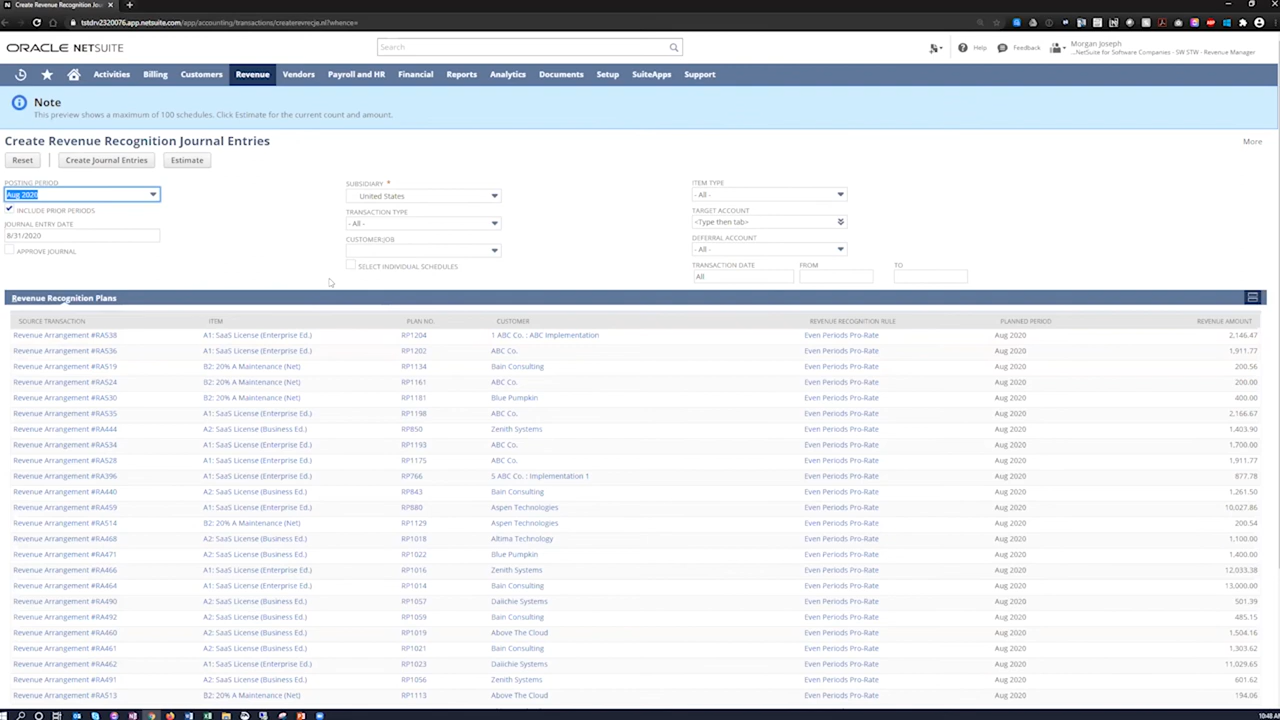 Create Revenue Recognition Jou
tstdrv2320076.app.netsuite.com/app/accounting/transactions/createrevrecje.nl?whence=
ORACLE NETSUITE
Search
Help
Feedback
Morgan Joseph
...NetSuite for Software Companies - SW STW - Revenue Manager
Activities Billing Customers Revenue Vendors Payroll and HR Financial Reports Analytics Documents Setup SuiteApps Support
Note
This preview shows a maximum of 100 schedules. Click Estimate for the current count and amount.
Create Revenue Recognition Journal Entries
More
Reset Create Journal Entries Estimate
POSTING PERIOD
Aug 2020
INCLUDE PRIOR PERIODS
JOURNAL ENTRY DATE
8/31/2020
APPROVE JOURNAL
SUBSIDIARY *
United States
TRANSACTION TYPE
- All -
CUSTOMER:JOB
SELECT INDIVIDUAL SCHEDULES
ITEM TYPE
- All -
TARGET ACCOUNT
<Type then tab>
DEFERRAL ACCOUNT
- All -
TRANSACTION DATE FROM TO
All
Revenue Recognition Plans
SOURCE TRANSACTION ITEM PLAN NO. CUSTOMER REVENUE RECOGNITION RULE PLANNED PERIOD REVENUE AMOUNT
Revenue Arrangement #RA538 A1: SaaS License (Enterprise Ed.) RP1204 1 ABC Co. : ABC Implementation Even Periods Pro-Rate Aug 2020 2,146.47
Revenue Arrangement #RA536 A1: SaaS License (Enterprise Ed.) RP1202 ABC Co. Even Periods Pro-Rate Aug 2020 1,911.77
Revenue Arrangement #RA519 B2: 20% A Maintenance (Net) RP1134 Bain Consulting Even Periods Pro-Rate Aug 2020 200.56
Revenue Arrangement #RA524 B2: 20% A Maintenance (Net) RP1161 ABC Co. Even Periods Pro-Rate Aug 2020 200.00
Revenue Arrangement #RA530 B2: 20% A Maintenance (Net) RP1181 Blue Pumpkin Even Periods Pro-Rate Aug 2020 400.00
Revenue Arrangement #RA535 A1: SaaS License (Enterprise Ed.) RP1198 ABC Co. Even Periods Pro-Rate Aug 2020 2,166.67
Revenue Arrangement #RA444 A2: SaaS License (Business Ed.) RP850 Zenith Systems Even Periods Pro-Rate Aug 2020 1,403.90
Revenue Arrangement #RA534 A1: SaaS License (Enterprise Ed.) RP1193 ABC Co. Even Periods Pro-Rate Aug 2020 1,700.00
Revenue Arrangement #RA528 A1: SaaS License (Enterprise Ed.) RP1175 ABC Co. Even Periods Pro-Rate Aug 2020 1,911.77
Revenue Arrangement #RA396 A1: SaaS License (Enterprise Ed.) RP766 5 ABC Co. : Implementation 1 Even Periods Pro-Rate Aug 2020 877.78
Revenue Arrangement #RA440 A2: SaaS License (Business Ed.) RP843 Bain Consulting Even Periods Pro-Rate Aug 2020 1,261.50
Revenue Arrangement #RA459 A1: SaaS License (Enterprise Ed.) RP880 Aspen Technologies Even Periods Pro-Rate Aug 2020 10,027.86
Revenue Arrangement #RA514 B2: 20% A Maintenance (Net) RP1129 Aspen Technologies Even Periods Pro-Rate Aug 2020 200.54
Revenue Arrangement #RA468 A2: SaaS License (Business Ed.) RP1018 Altima Technology Even Periods Pro-Rate Aug 2020 1,100.00
Revenue Arrangement #RA471 A2: SaaS License (Business Ed.) RP1022 Blue Pumpkin Even Periods Pro-Rate Aug 2020 1,400.00
Revenue Arrangement #RA466 A1: SaaS License (Enterprise Ed.) RP1016 Zenith Systems Even Periods Pro-Rate Aug 2020 12,033.38
Revenue Arrangement #RA464 A1: SaaS License (Enterprise Ed.) RP1014 Bain Consulting Even Periods Pro-Rate Aug 2020 13,000.00
Revenue Arrangement #RA490 A2: SaaS License (Business Ed.) RP1057 Dalichie Systems Even Periods Pro-Rate Aug 2020 501.39
Revenue Arrangement #RA492 A2: SaaS License (Business Ed.) RP1059 Bain Consulting Even Periods Pro-Rate Aug 2020 485.15
Revenue Arrangement #RA460 A2: SaaS License (Business Ed.) RP1019 Above The Cloud Even Periods Pro-Rate Aug 2020 1,504.16
Revenue Arrangement #RA461 A2: SaaS License (Business Ed.) RP1021 Bain Consulting Even Periods Pro-Rate Aug 2020 1,303.62
Revenue Arrangement #RA462 A1: SaaS License (Enterprise Ed.) RP1023 Dalichie Systems Even Periods Pro-Rate Aug 2020 11,029.65
Revenue Arrangement #RA491 A2: SaaS License (Business Ed.) RP1056 Zenith Systems Even Periods Pro-Rate Aug 2020 601.62
Revenue Arrangement #RA513 B2: 20% A Maintenance (Net) RP1113 Above The Cloud Even Periods Pro-Rate Aug 2020 194.06
10:48 AM